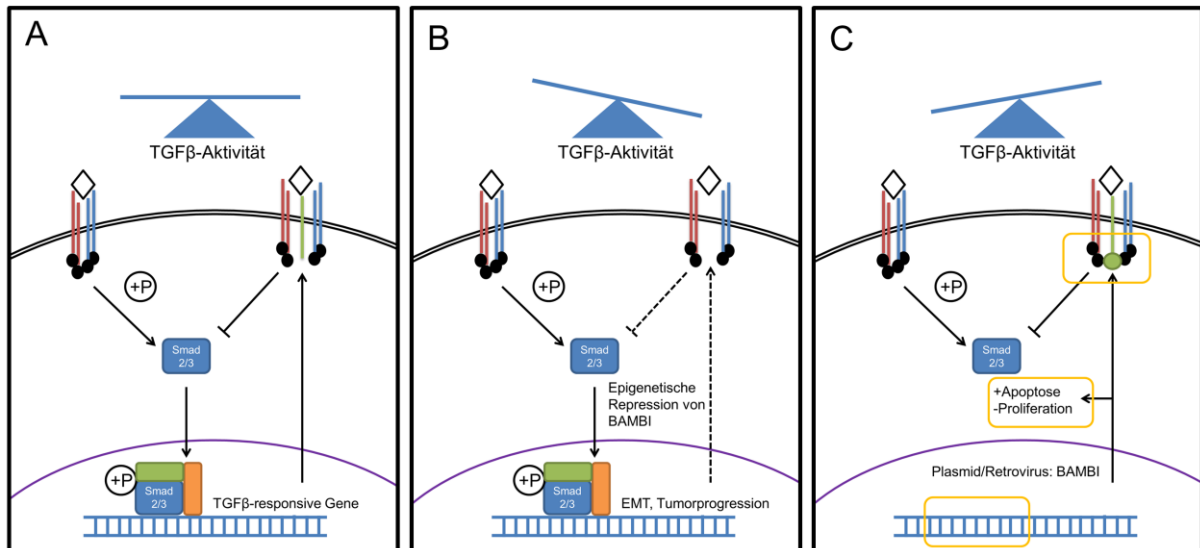 A
TGFβ-Aktivität
+P
Smad
2/3
+P
Smad
2/3
TGFβ-responsive Gene
B
TGFβ-Aktivität
+P
Smad
2/3
Epigenetische
Repression von
BAMBI
+P
Smad
2/3
EMT, Tumorprogression
C
TGFβ-Aktivität
+P
Smad
2/3
+Apoptose
-Proliferation
Plasmid/Retrovirus: BAMBI